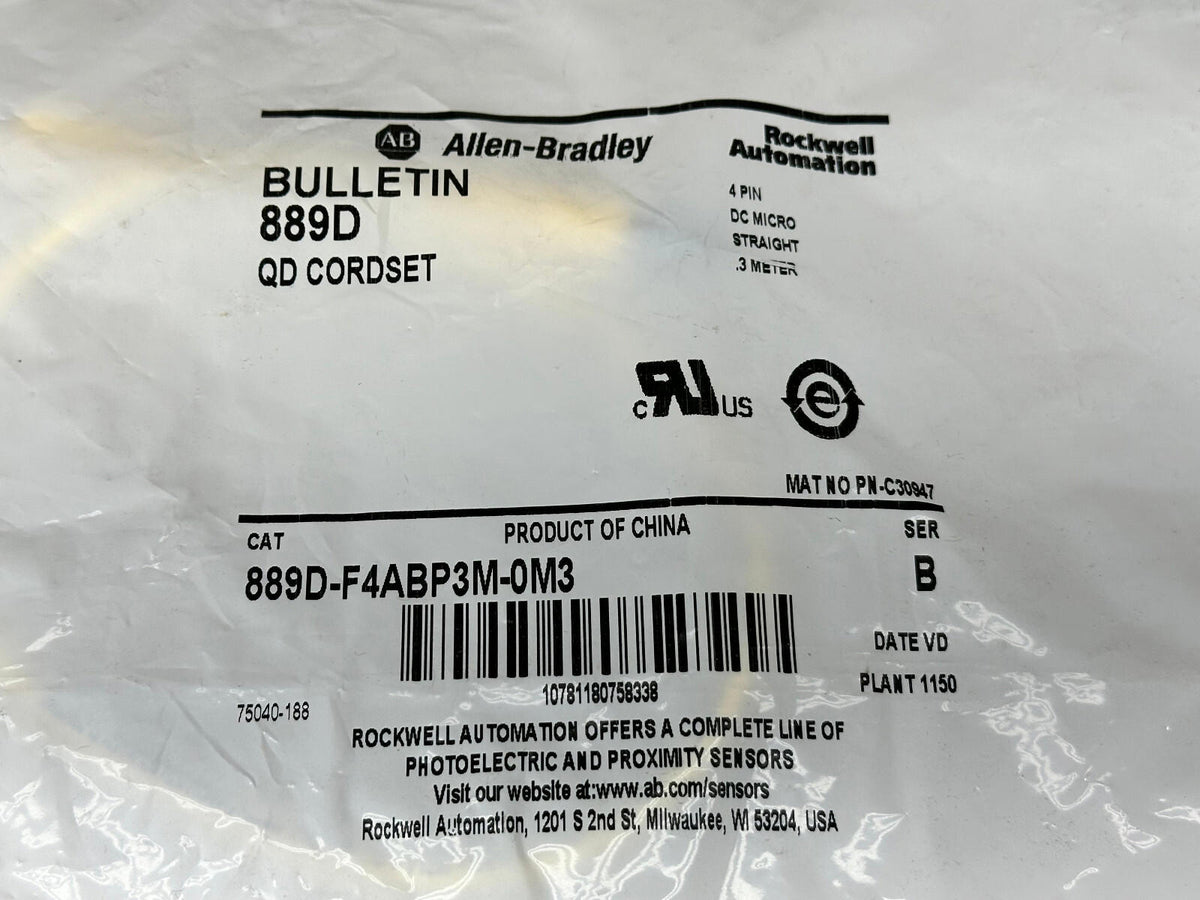 AB Allen-Bradley
Rockwell
Automation
BULLETIN
889D
QD CORDSET
4 PIN
DC MICRO
STRAIGHT
.3 METER
c RU US
e
MAT NO PN-C30947
CAT
PRODUCT OF CHINA
SER
889D-F4ABP3M-0M3
B
10781180758338
DATE VD
PLANT 1150
75040-188
ROCKWELL AUTOMATION OFFERS A COMPLETE LINE OF
PHOTOELECTRIC AND PROXIMITY SENSORS
Visit our website at:www.ab.com/sensors
Rockwell Automation, 1201 S 2nd St, Milwaukee, WI 53204, USA